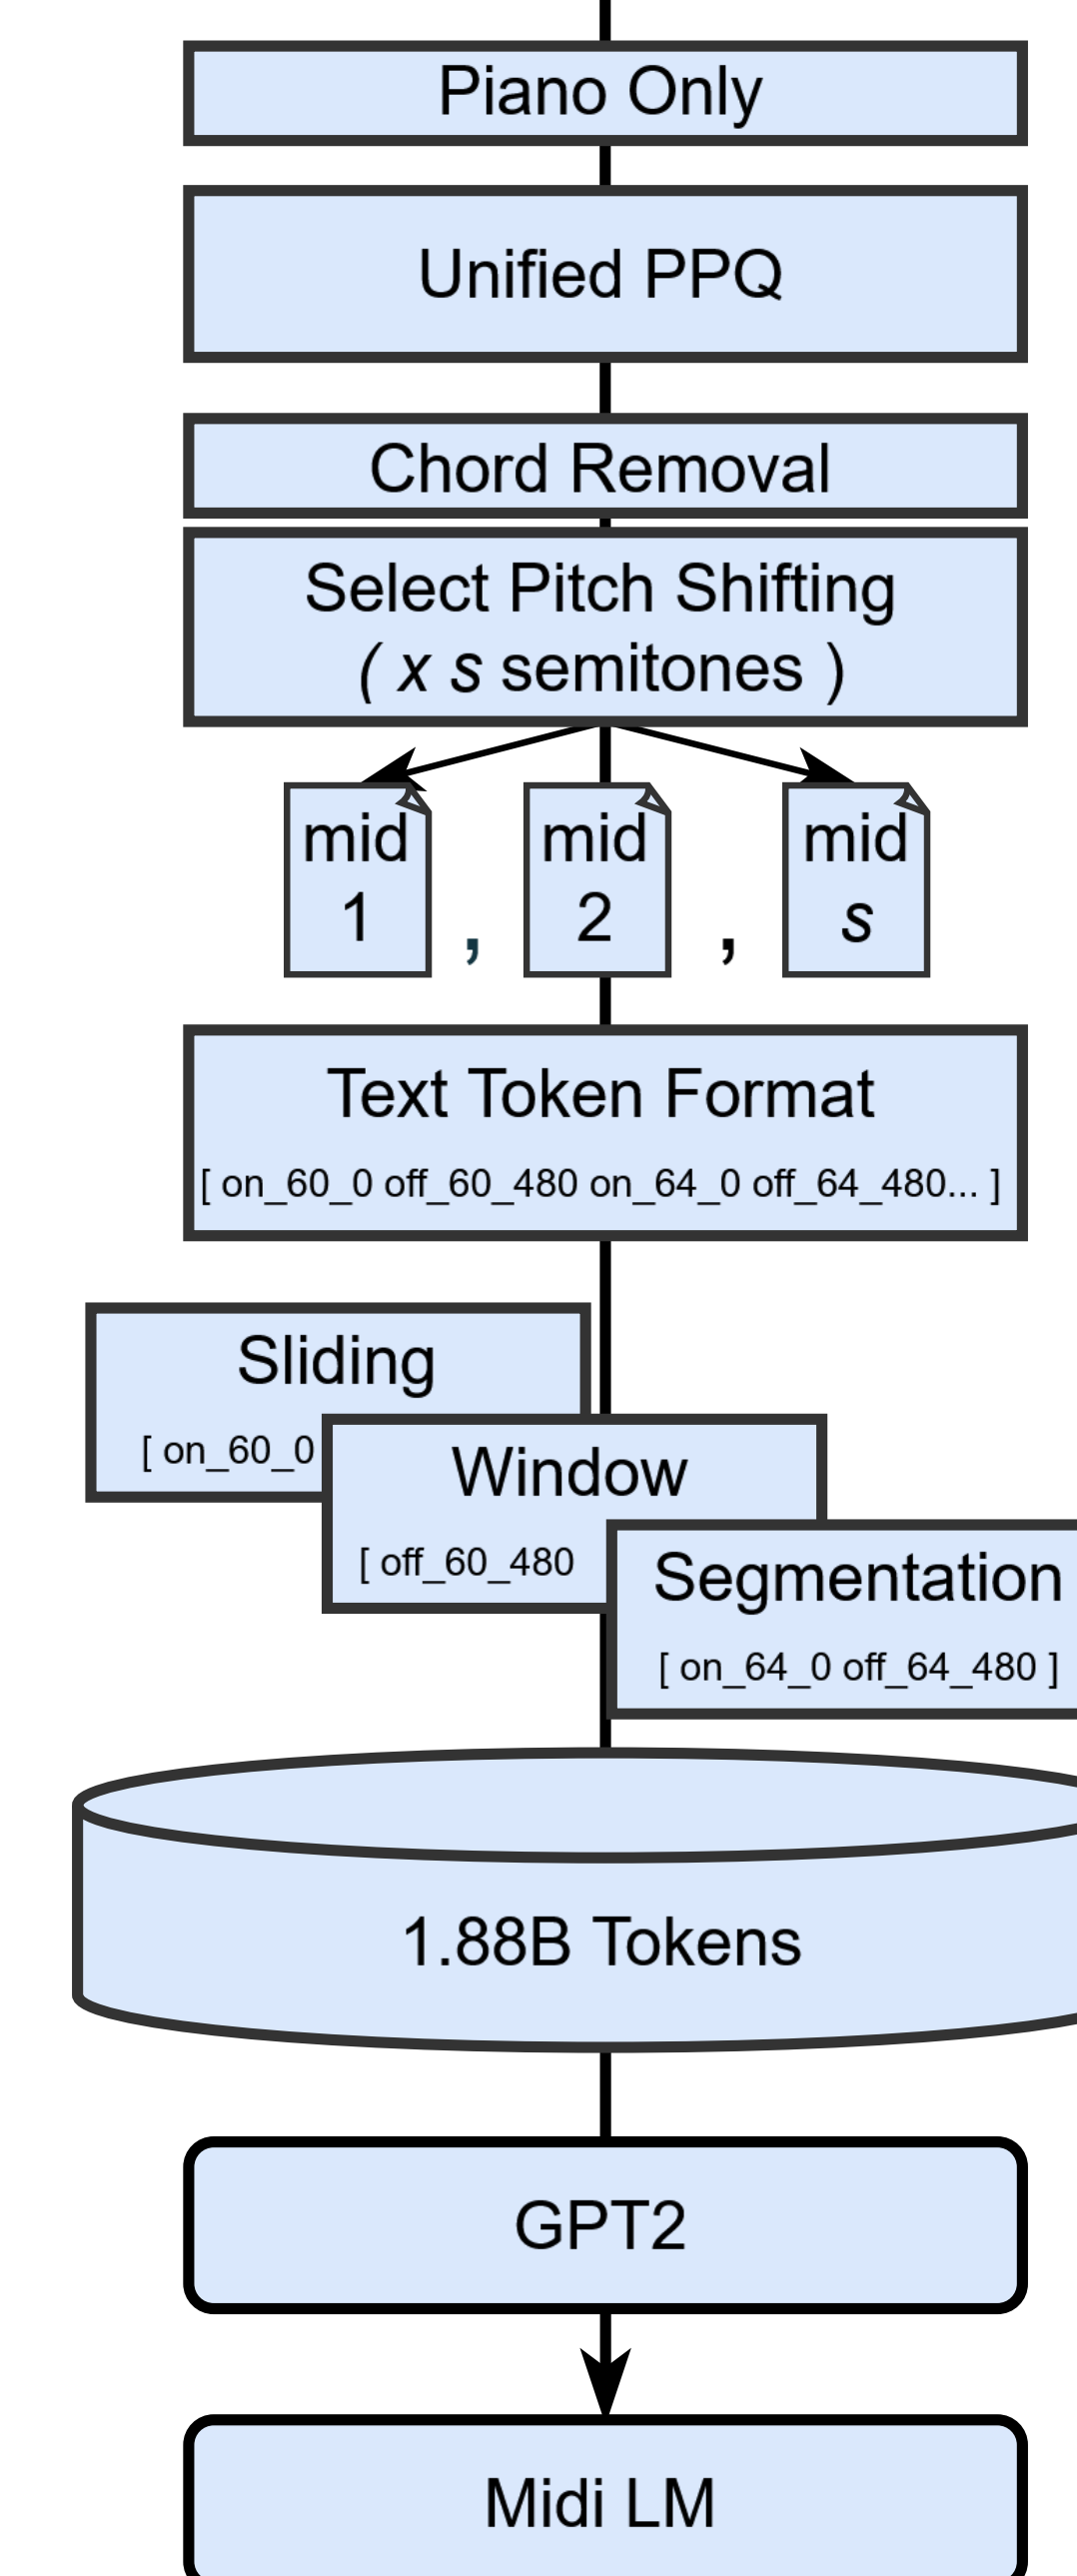 Piano Only
Unified PPQ
Chord Removal
Select Pitch Shifting
( x s semitones )
mid
1
,
mid
2
,
mid
s
Text Token Format
[ on_60_0 off_60_480 on_64_0 off_64_480... ]
Sliding
[ on_60_0
Window
[ off_60_480
Segmentation
[ on_64_0 off_64_480 ]
1.88B Tokens
GPT2
Midi LM